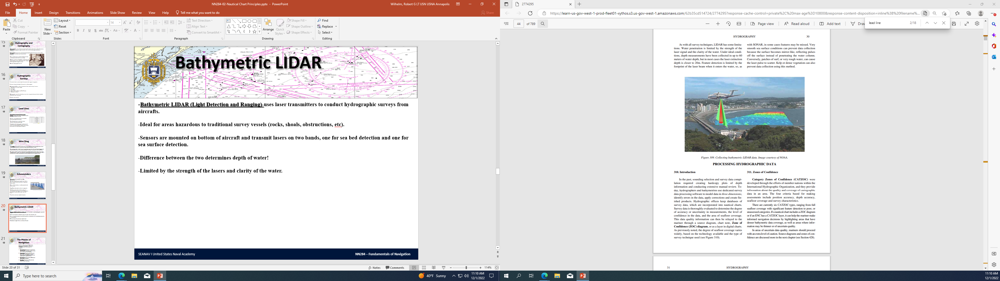 NN284-02-Nautical Chart Principles.pptx - PowerPoint
Wilhelm, Robert G LT USN USNA Annapolis
File Home Insert Design Transitions Animations Slide Show Review View Help Tell me what you want to do
Share
Paste
Cut
Copy
Format Painter
Clipboard
New
Slide
Layout
Reset
Section
Slides
14
Font
Text Direction
Align Text
Convert to SmartArt
Paragraph
Arrange
Quick
Styles
Shape Fill
Shape Outline
Shape Effects
Drawing
Find
Replace
Select
Editing
15
Hydrography and
Cartography
16
Hydrographic
Surveys
17
Lead Lines
18
Wire Drag
19
Echosounders
20
Bathymetric LIDAR
21
The Phases of
Navigation
Bathymetric LIDAR
-Bathymetric LIDAR (Light Detection and Ranging)-uses laser transmitters to conduct hydrographic surveys from
aircrafts.
-Ideal for areas hazardous to traditional survey vessels (rocks, shoals, obstructions, etc).
-Sensors are mounted on bottom of aircraft and transmit lasers on two bands, one for sea bed detection and one for
sea surface detection.
-Difference between the two determines depth of water!
-Limited by the strength of the lasers and clarity of the water.
SEANAV I United States Naval Academy
NN284 – Fundamentals of Navigation
Slide 20 of 31
Notes
Comments
114%
Type here to search
40°F Sunny
11:10 AM
12/1/2022
2774295
https://learn-us-gov-west-1-prod-fleet01-xythos.s3.us-gov-west-1.amazonaws.com/62b35cd514724/2774295?response-cache-control=private%2C%20max-age%3D10800&response-content-disposition=inline%3B%20filename%...
44 of 789
Page view
Read aloud
Add text
lead line
2/18
HYDROGRAPHY
30
As with all survey techniques, LIDAR has some limita-
tions. Water penetration is limited by the strength of the
laser signal and the clarity of the water. Under ideal condi-
tions, depth measurements have been collected in up to 60
meters of water depth, but in most cases the laser extinction
depth is closer to 20m. Feature detection is limited by the
footprint of the laser beam when it enters the water, so, as
with SONAR, in some cases features may be missed. Very
smooth sea surface conditions can prevent data collection
because the surface becomes mirror-like, reflecting pulses
off the surface instead of penetrating the water column.
Conversely, patches of surf, or very rough water, can cause
the laser pulse to scatter. Kelp or dense vegetation can also
prevent data collection using this method.
Figure 309. Collecting bathymetric LIDAR data. Image courtesy of NOAA.
PROCESSING HYDROGRAPHIC DATA
310. Introduction
In the past, sounding selection and survey data compi-
lation required creating hardcopy plots of depth
information and conducting extensive manual review. To-
day, hydrographers and bathymetrists use dedicated survey
data processing software to model data in three dimensions,
identify errors in the data, apply corrections and create fin-
ished products. Hydrographic offices keep databases of
survey data, which are incorporated into nautical charts.
Survey data is thoroughly evaluated to determine the degree
of accuracy or uncertainty in measurements, the level of
confidence in the data, and the area of seafloor coverage.
This data quality information can then be relayed to the
mariner through a source diagram, chart note, Zone of
Confidence (ZOC) diagram, or as a layer in digital charts.
As previously noted, the degree of seafloor coverage varies
widely, based on the technology available and the type of
survey technique used (see Figure 310).
311. Zones of Confidence
Category Zones of Confidence (CATZOC) were
developed through the efforts of member nations within the
International Hydrographic Organization, and they provide
information about the quality and coverage of cartographic
data in an area. The four criteria based for making
assessments include position accuracy, depth accuracy,
seafloor coverage and survey characteristics.
There are currently six CATZOC types, ranging from full
seafloor coverage with significant feature detection to poor, or
unassessed categories. If a nautical chart includes a ZOC diagram
or if an ENC has a CATZOC layer, it can help the mariner make
informed navigation decisions by highlighting areas that have
denser bathymetric data coverage, as well as areas where infor-
mation may be thinner or of uncertain quality.
In areas of uncertain data quality, mariners should proceed
with an extra level of caution. Source diagrams and zones of con-
fidence are discussed more in the next chapter (see Section 428).
31
HYDROGRAPHY
11:10 AM
12/1/2022